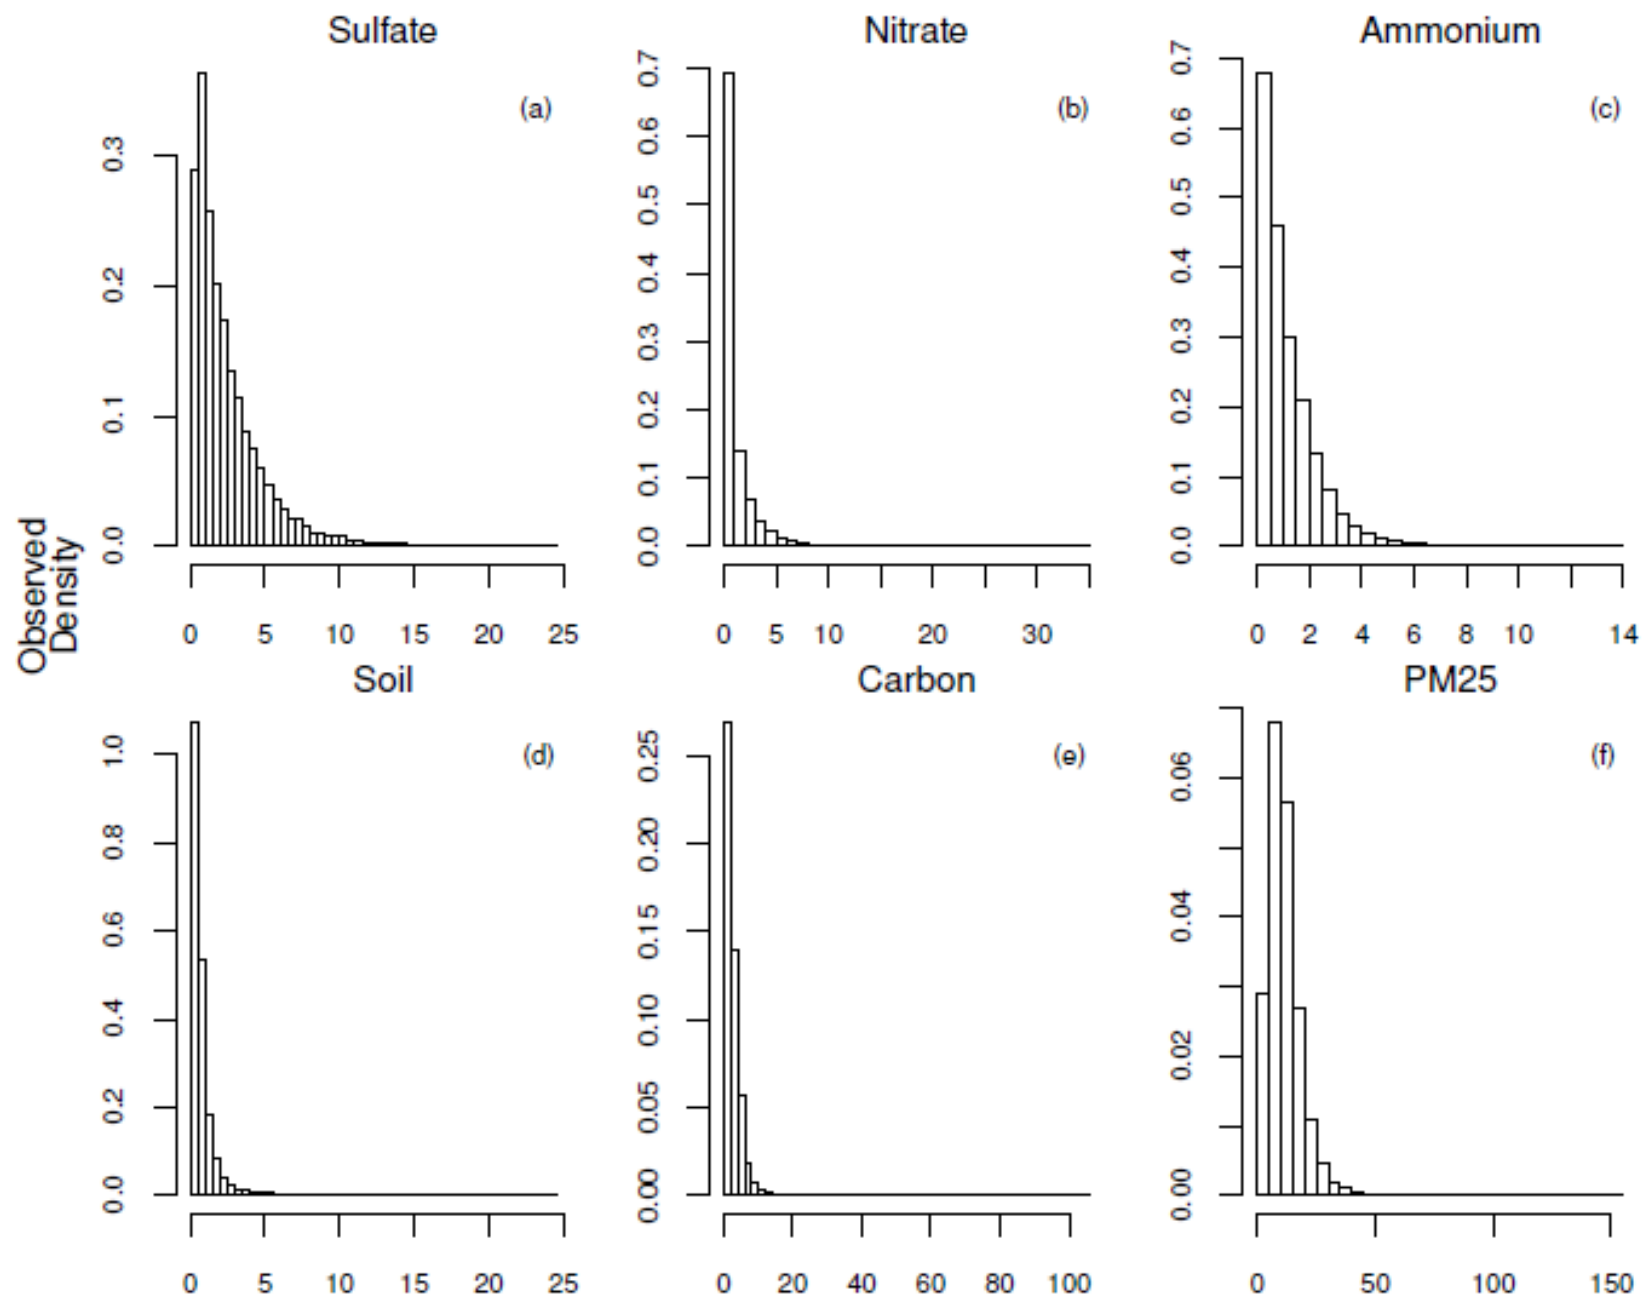 Sulfate
Nitrate
Ammonium
(a)
(b)
(c)
0.0 0.1 0.2 0.3
0.0 0.1 0.2 0.3 0.4 0.5 0.6 0.7
0.0 0.1 0.2 0.3 0.4 0.5 0.6 0.7
0 5 10 15 20 25
0 5 10 20 30
0 2 4 6 8 10 14
Observed
Density
Soil
Carbon
PM25
(d)
(e)
(f)
0.0 0.2 0.4 0.6 0.8 1.0
0.00 0.05 0.10 0.15 0.20 0.25
0.00 0.02 0.04 0.06
0 5 10 15 20 25
0 20 40 60 80 100
0 50 100 150